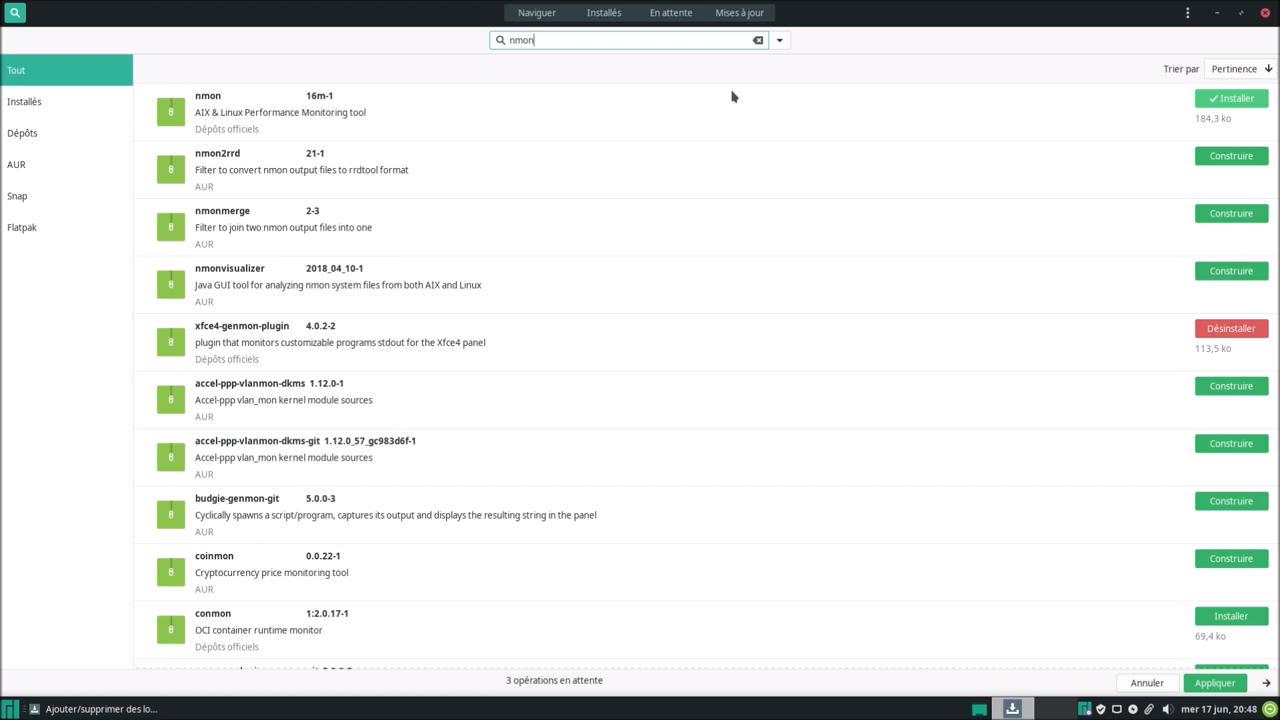 Naviguer Installés En attente Mises à jour
nmon
Tout
Installés
Dépôts
AUR
Snap
Flatpak
Trier par Pertinence
nmon 16m-1
AIX & Linux Performance Monitoring tool
Dépôts officiels
Installer
184,3 ko
nmon2rrd 21-1
Filter to convert nmon output files to rrdtool format
AUR
Construire
nmonmerge 2-3
Filter to join two nmon output files into one
AUR
Construire
nmonvisualizer 2018_04_10-1
Java GUI tool for analyzing nmon system files from both AIX and Linux
AUR
Construire
xfce4-genmon-plugin 4.0.2-2
plugin that monitors customizable programs stdout for the Xfce4 panel
Dépôts officiels
Désinstaller
113,5 ko
accel-ppp-vlanmon-dkms 1.12.0-1
Accel-ppp vlan_mon kernel module sources
AUR
Construire
accel-ppp-vlanmon-dkms-git 1.12.0_57_gc983d6f-1
Accel-ppp vlan_mon kernel module sources
AUR
Construire
budgie-genmon-git 5.0.0-3
Cyclically spawns a script/program, captures its output and displays the resulting string in the panel
AUR
Construire
coinmon 0.0.22-1
Cryptocurrency price monitoring tool
AUR
Construire
conmon 1:2.0.17-1
OCI container runtime monitor
Dépôts officiels
Installer
69,4 ko
3 opérations en attente
Annuler Appliquer
Ajouter/supprimer des lo...
mer 17 jun, 20:48